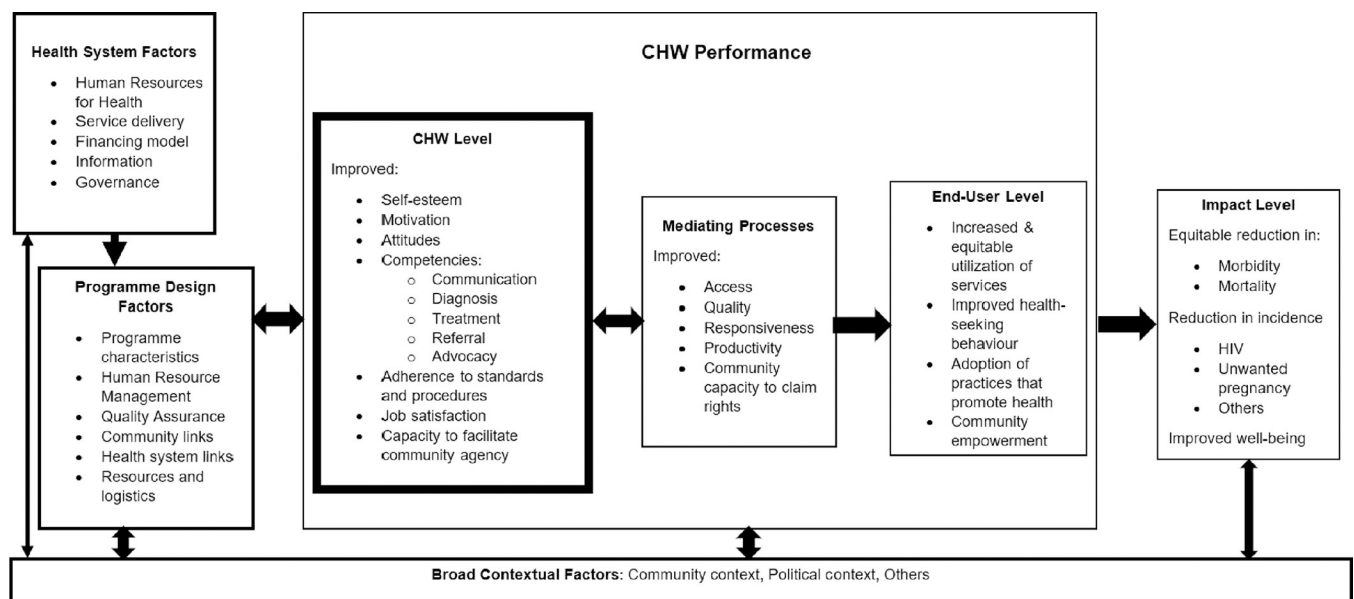 Health System Factors
• Human Resources
for Health
• Service delivery
• Financing model
• Information
• Governance
Programme Design
Factors
• Programme
characteristics
• Human Resource
Management
• Quality Assurance
• Community links
• Health system links
• Resources and
logistics
CHW Performance
CHW Level
Improved:
• Self-esteem
• Motivation
• Attitudes
• Competencies:
o Communication
o Diagnosis
o Treatment
o Referral
o Advocacy
• Adherence to standards
and procedures
• Job satisfaction
• Capacity to facilitate
community agency
Mediating Processes
Improved:
• Access
• Quality
• Responsiveness
• Productivity
• Community
capacity to claim
rights
End-User Level
• Increased &
equitable
utilization of
services
• Improved health-
seeking
behaviour
• Adoption of
practices that
promote health
• Community
empowerment
Impact Level
Equitable reduction in:
• Morbidity
• Mortality
Reduction in incidence
• HIV
• Unwanted
pregnancy
• Others
Improved well-being
Broad Contextual Factors: Community context, Political context, Others